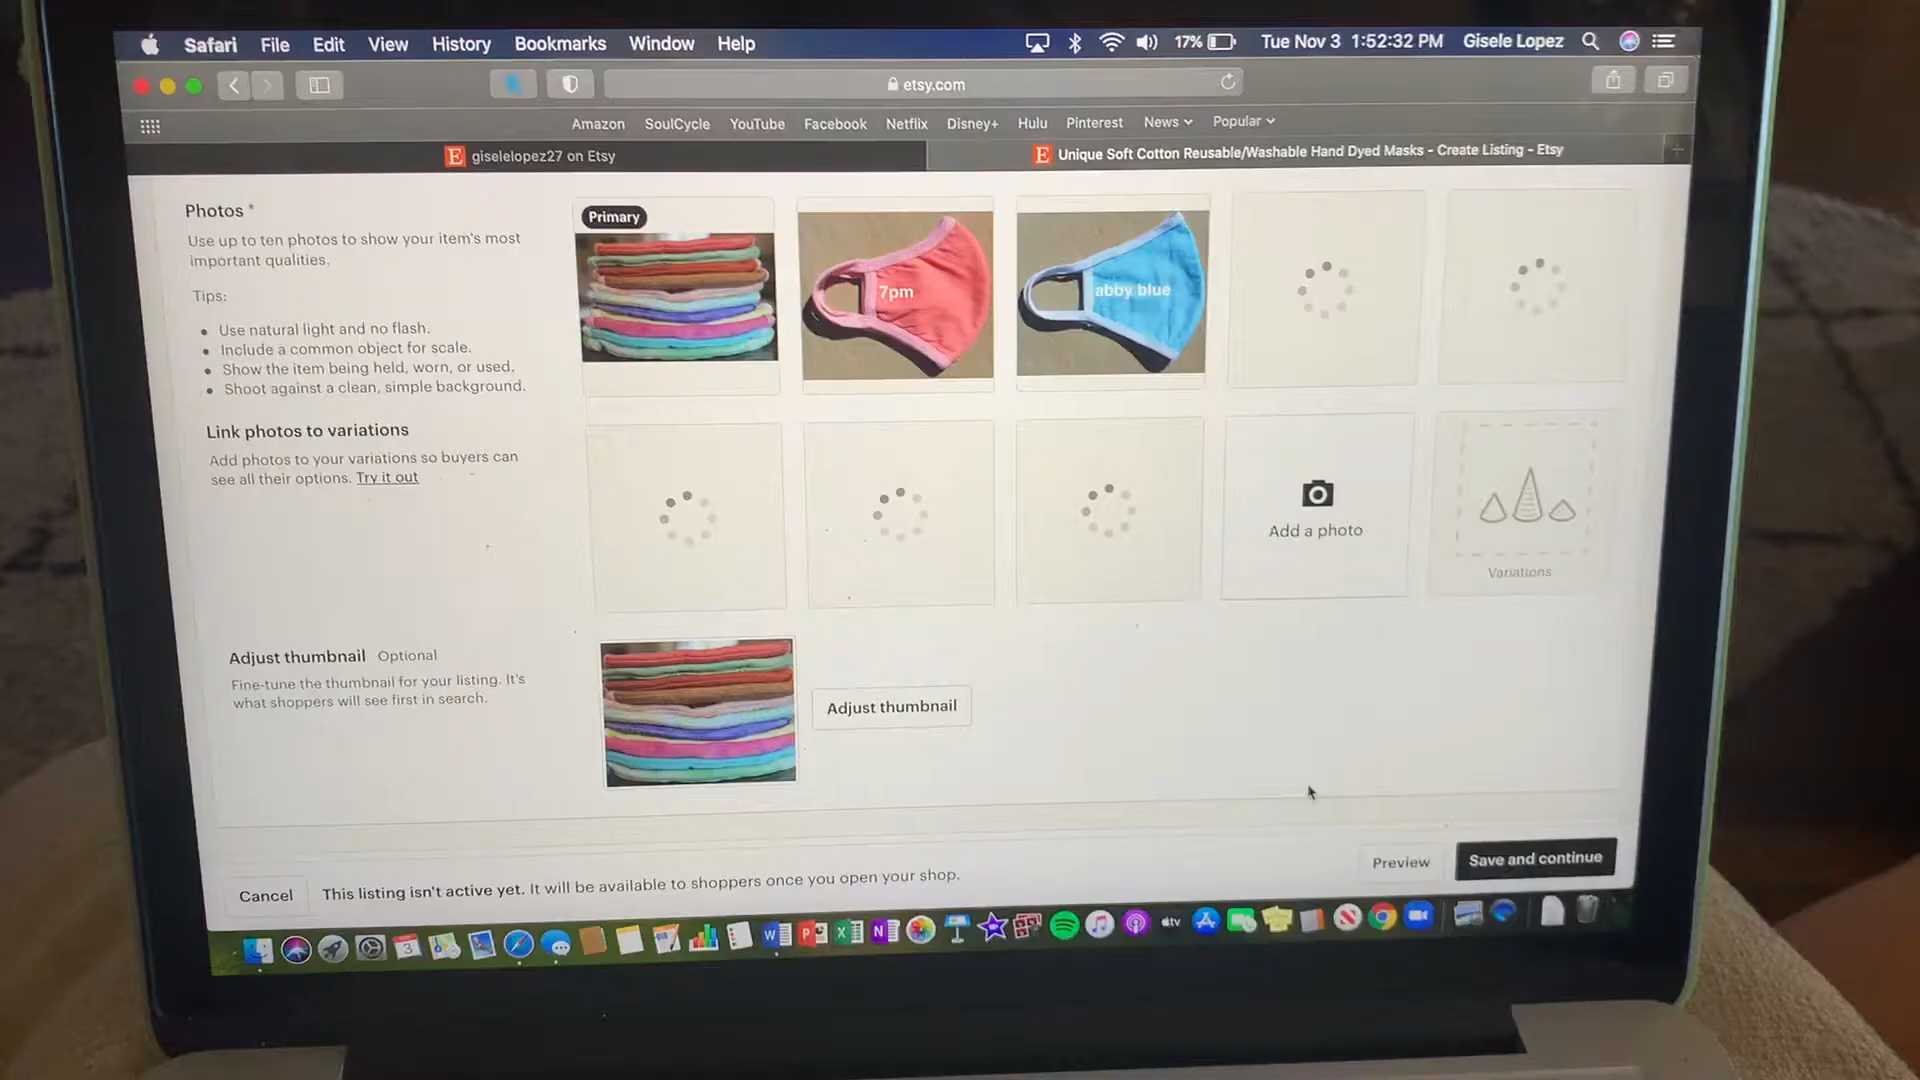 Safari File Edit View History Bookmarks Window Help 17% Tue Nov 3 1:52:32 PM Gisele Lopez
etsy.com
Amazon SoulCycle YouTube Facebook Netflix Disney+ Hulu Pinterest News Popular
E giselelopez27 on Etsy
E Unique Soft Cotton Reusable/Washable Hand Dyed Masks - Create Listing - Etsy
Photos *
Use up to ten photos to show your item's most
important qualities.
Tips:
• Use natural light and no flash.
• Include a common object for scale.
• Show the item being held, worn, or used.
• Shoot against a clean, simple background.
Link photos to variations
Add photos to your variations so buyers can
see all their options. Try it out
Primary
7pm
abby blue
Add a photo
Variations
Adjust thumbnail Optional
Fine-tune the thumbnail for your listing. It's
what shoppers will see first in search.
Adjust thumbnail
Cancel
This listing isn't active yet. It will be available to shoppers once you open your shop.
Preview
Save and continue
3
W
P
X
N
tv